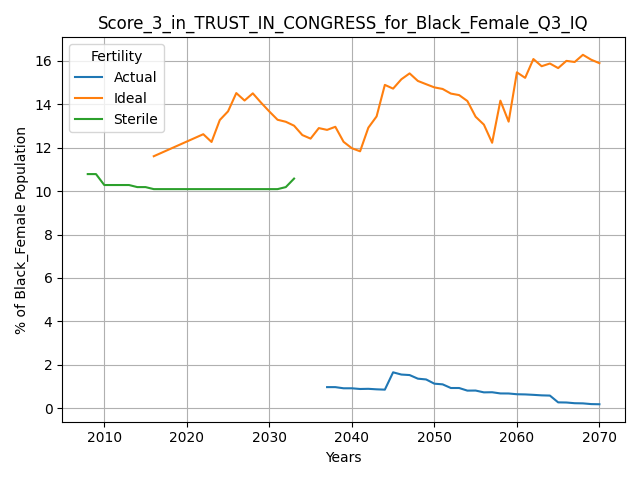 Score_3_in_TRUST_IN_CONGRESS_for_Black_Female_Q3_IQ
Fertility
Actual
Ideal
Sterile
% of Black_Female Population
16
14
12
10
8
6
4
2
0
2010 2020 2030 2040 2050 2060 2070
Years